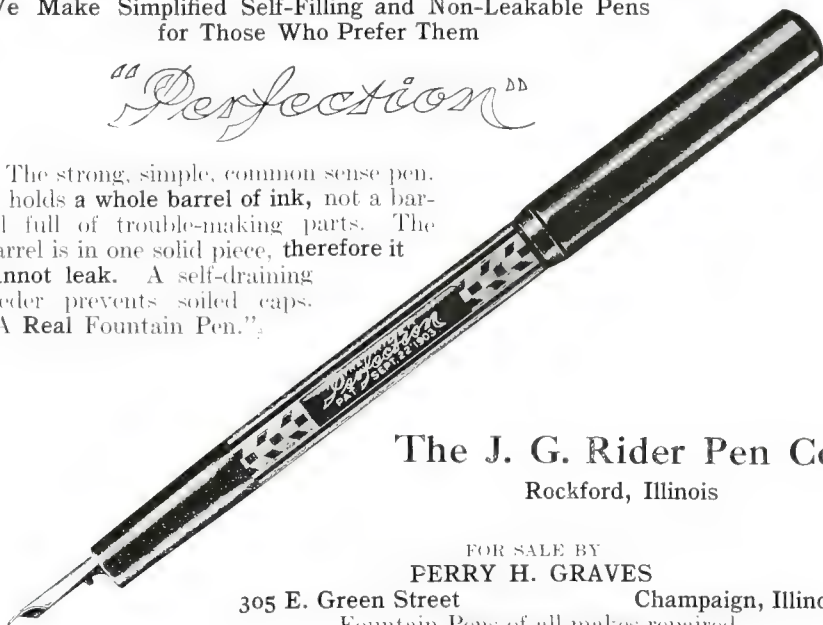 We Make Simplified Self-Filling and Non-Leakable Pens
for Those Who Prefer Them
"Perfection"
The strong, simple, common sense pen.
holds a whole barrel of ink, not a bar-
l full of trouble-making parts. The
arrel is in one solid piece, therefore it
nnot leak. A self-draining
eder prevents soiled caps.
A Real Fountain Pen."
Perfection
PAT. SEPT. 22 1903
The J. G. Rider Pen Co
Rockford, Illinois
FOR SALE BY
PERRY H. GRAVES
305 E. Green Street Champaign, Illino
Fountain Pens of all makes repaired